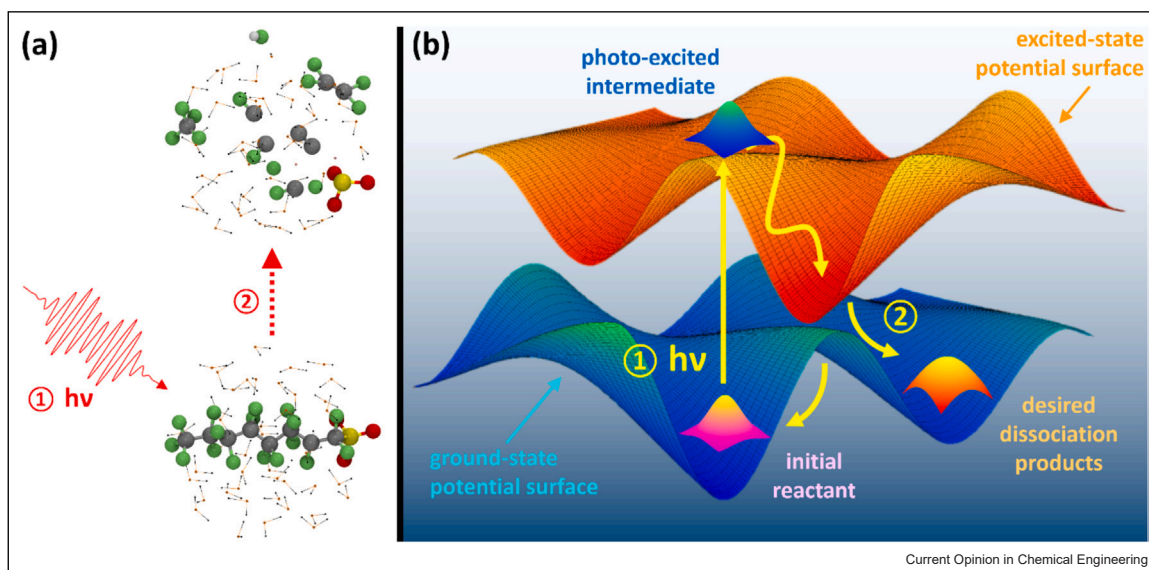 (a)
② 
① hν
(b)
photo-excited
intermediate
excited-state
potential surface
① hν
②
ground-state
potential surface
initial
reactant
desired
dissociation
products
Current Opinion in Chemical Engineering